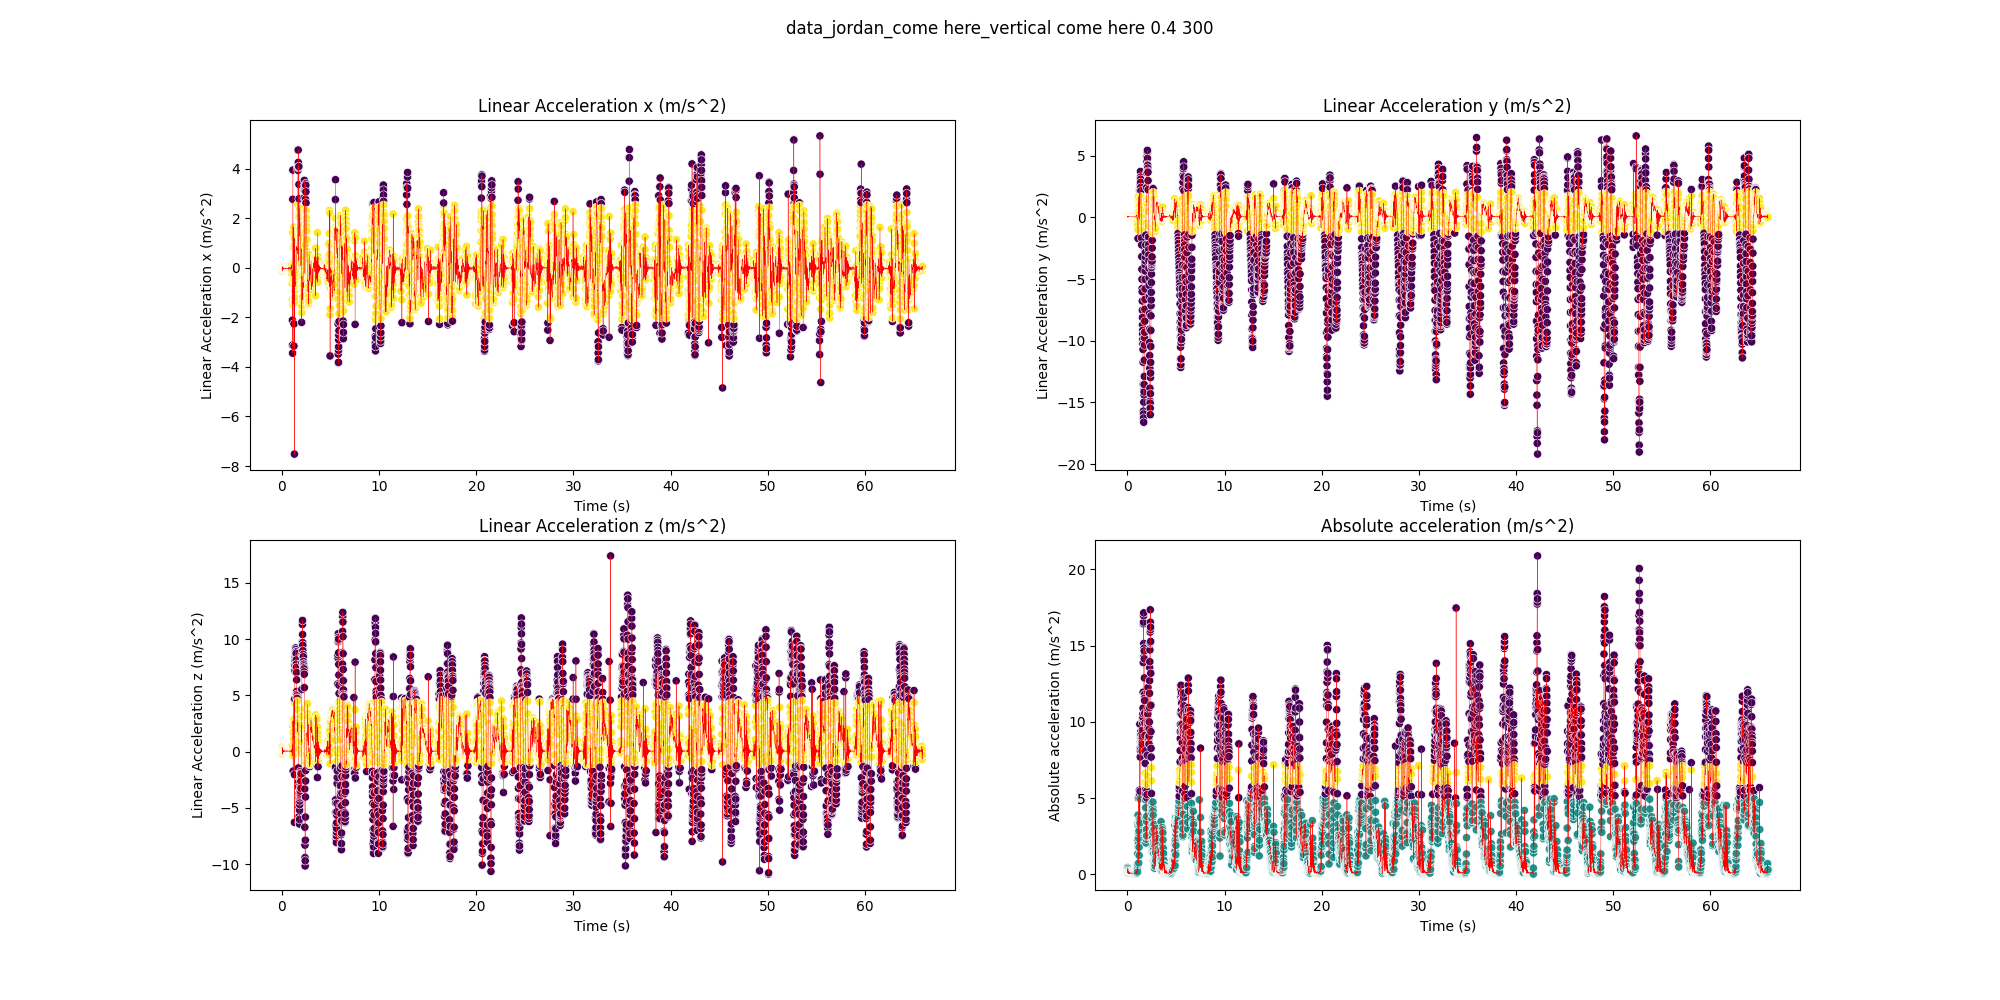 data_jordan_come here_vertical come here 0.4 300
Linear Acceleration x (m/s^2)
Linear Acceleration x (m/s^2)
4
2
0
−2
−4
−6
−8
0 10 20 30 40 50 60
Time (s)
Linear Acceleration y (m/s^2)
Linear Acceleration y (m/s^2)
5
0
−5
−10
−15
−20
0 10 20 30 40 50 60
Time (s)
Linear Acceleration z (m/s^2)
Linear Acceleration z (m/s^2)
15
10
5
0
−5
−10
0 10 20 30 40 50 60
Time (s)
Absolute acceleration (m/s^2)
Absolute acceleration (m/s^2)
20
15
10
5
0
0 10 20 30 40 50 60
Time (s)